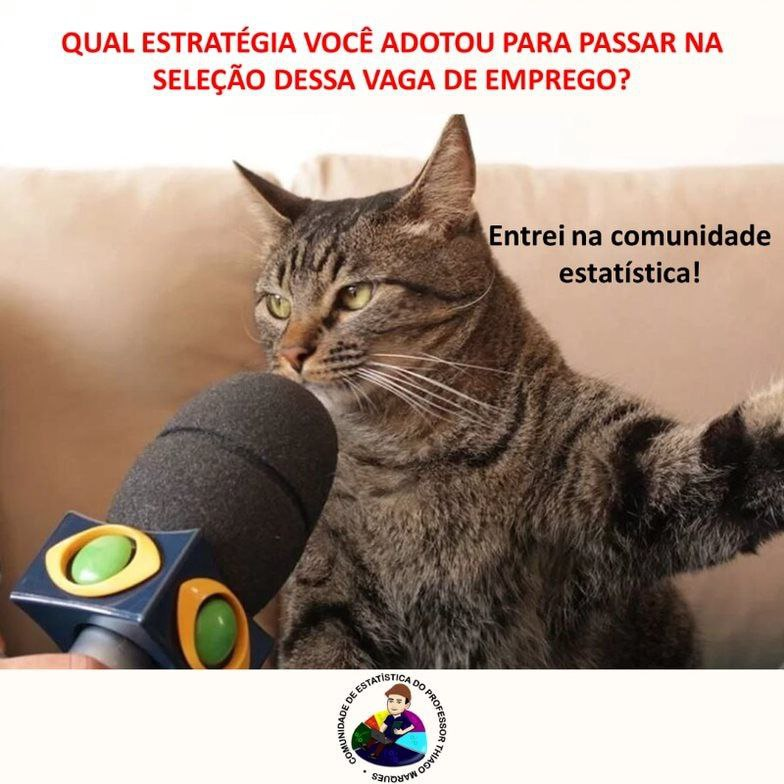 QUAL ESTRATÉGIA VOCÊ ADOTOU PARA PASSAR NA
SELEÇÃO DESSA VAGA DE EMPREGO?
Entrei na comunidade
estatística!
COMUNIDADE DE ESTATÍSTICA DO PROFESSOR THIAGO MARQUES